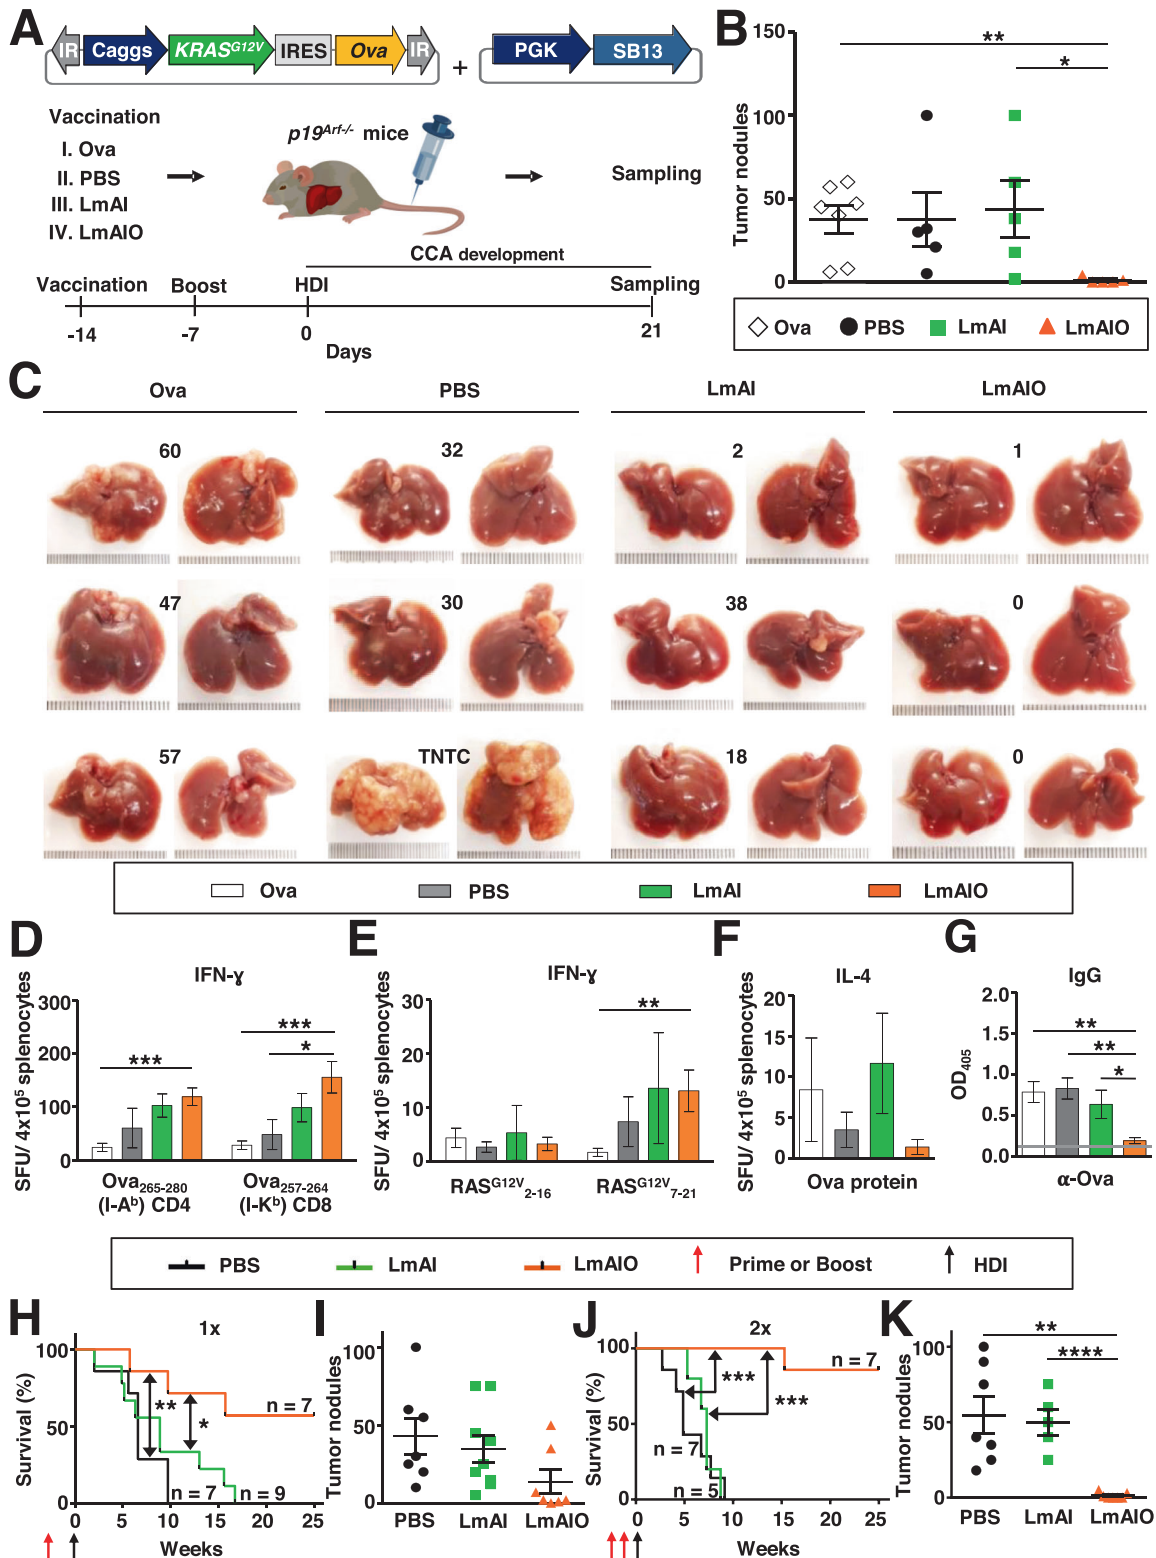 A
IR Caggs KRASG12V IRES Ova IR + PGK SB13
Vaccination
I. Ova
II. PBS
III. LmAI
IV. LmAIO
p19Arf-/- mice
Sampling
CCA development
Vaccination Boost HDI Sampling
-14 -7 0 21
Days
B
Tumor nodules
150
100
50
0
**
*
Ova PBS LmAI LmAIO
C
Ova PBS LmAI LmAIO
60 32 2 1
47 30 38 0
57 TNTC 18 0
Ova PBS LmAI LmAIO
D
IFN-ɣ
SFU/ 4x10⁵ splenocytes
300
200
100
0
***
***
*
Ova265-280 Ova257-264
(I-Aᵇ) CD4 (I-Kᵇ) CD8
E
IFN-ɣ
SFU/ 4x10⁵ splenocytes
30
20
10
0
**
RASG12V2-16 RASG12V7-21
F
IL-4
SFU/ 4x10⁵ splenocytes
20
15
10
5
0
Ova protein
G
IgG
OD405
2.0
1.5
1.0
0.5
0.0
**
**
*
α-Ova
PBS LmAI LmAIO Prime or Boost HDI
H
1x
Survival (%)
100
50
0
**
*
n = 7
n = 7 n = 9
0 5 10 15 20 25
Weeks
I
Tumor nodules
100
50
0
PBS LmAI LmAIO
J
2x
Survival (%)
100
50
0
***
***
n = 7
n = 7
n = 5
0 5 10 15 20 25
Weeks
K
Tumor nodules
100
50
0
**
****
PBS LmAI LmAIO